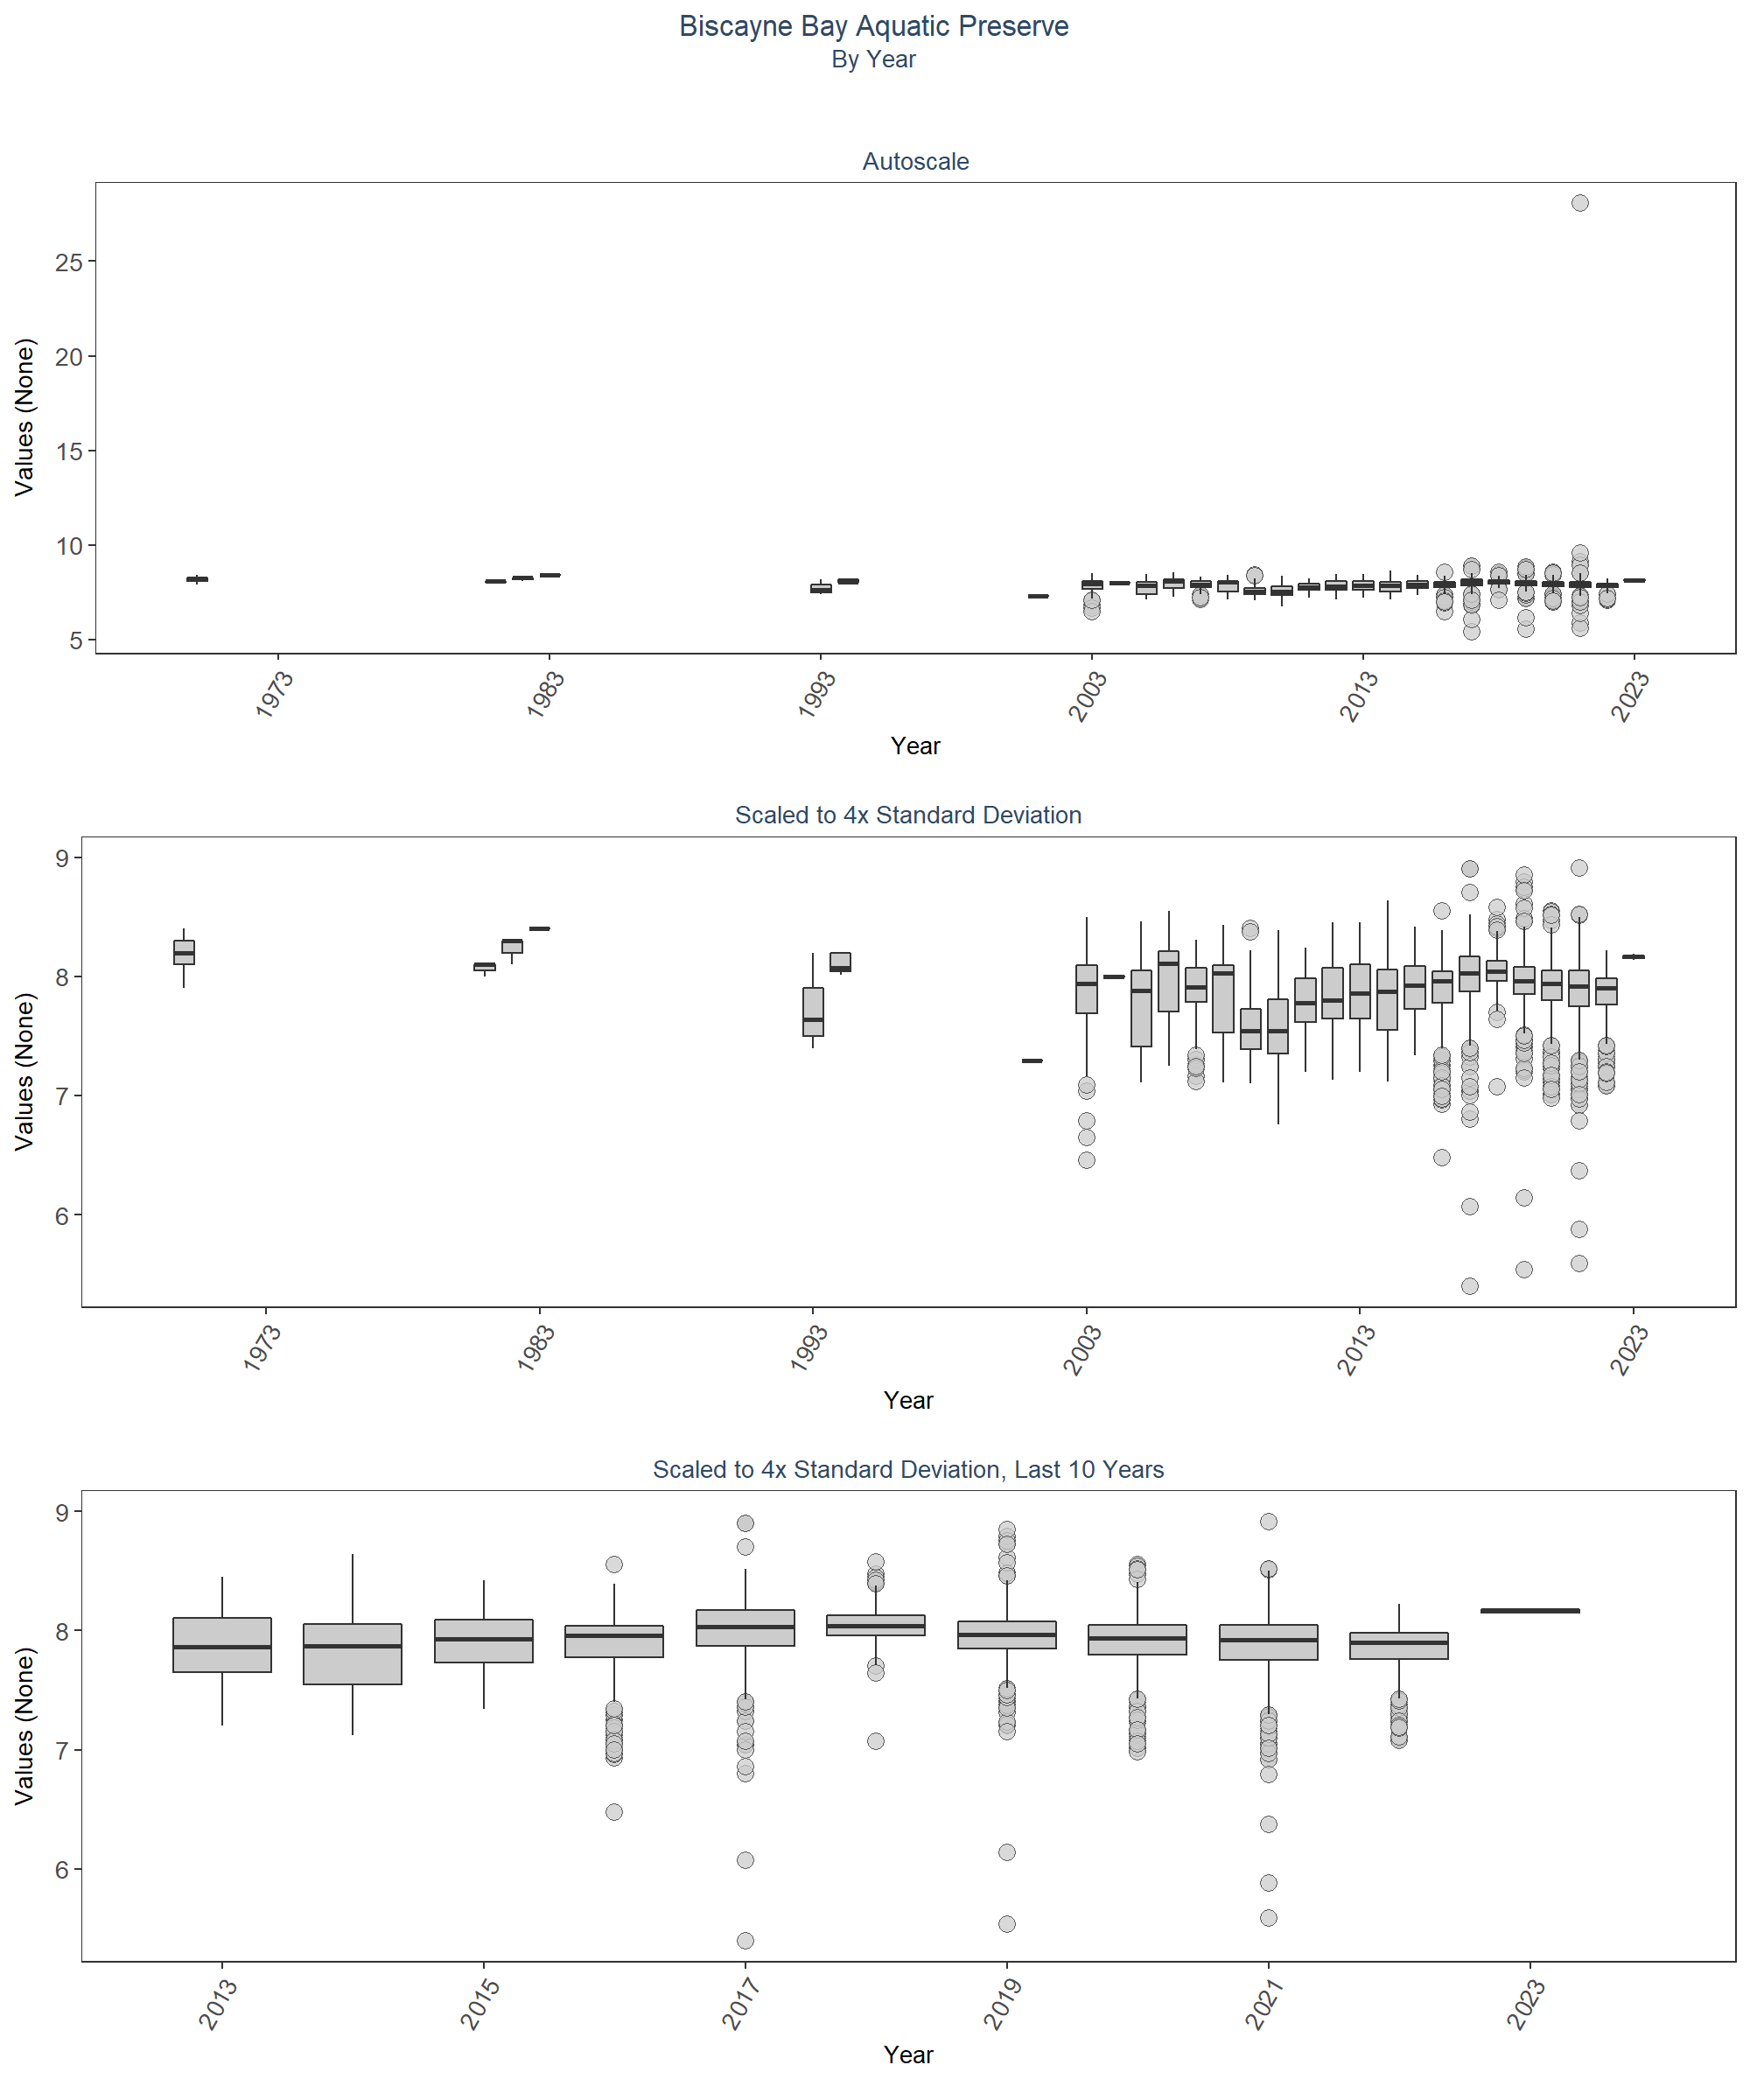 Biscayne Bay Aquatic Preserve
By Year
Autoscale
Values (None)
25
20
15
10
5
1973
1983
1993
2003
2013
2023
Year
Scaled to 4x Standard Deviation
Values (None)
9
8
7
6
1973
1983
1993
2003
2013
2023
Year
Scaled to 4x Standard Deviation, Last 10 Years
Values (None)
9
8
7
6
2013
2015
2017
2019
2021
2023
Year